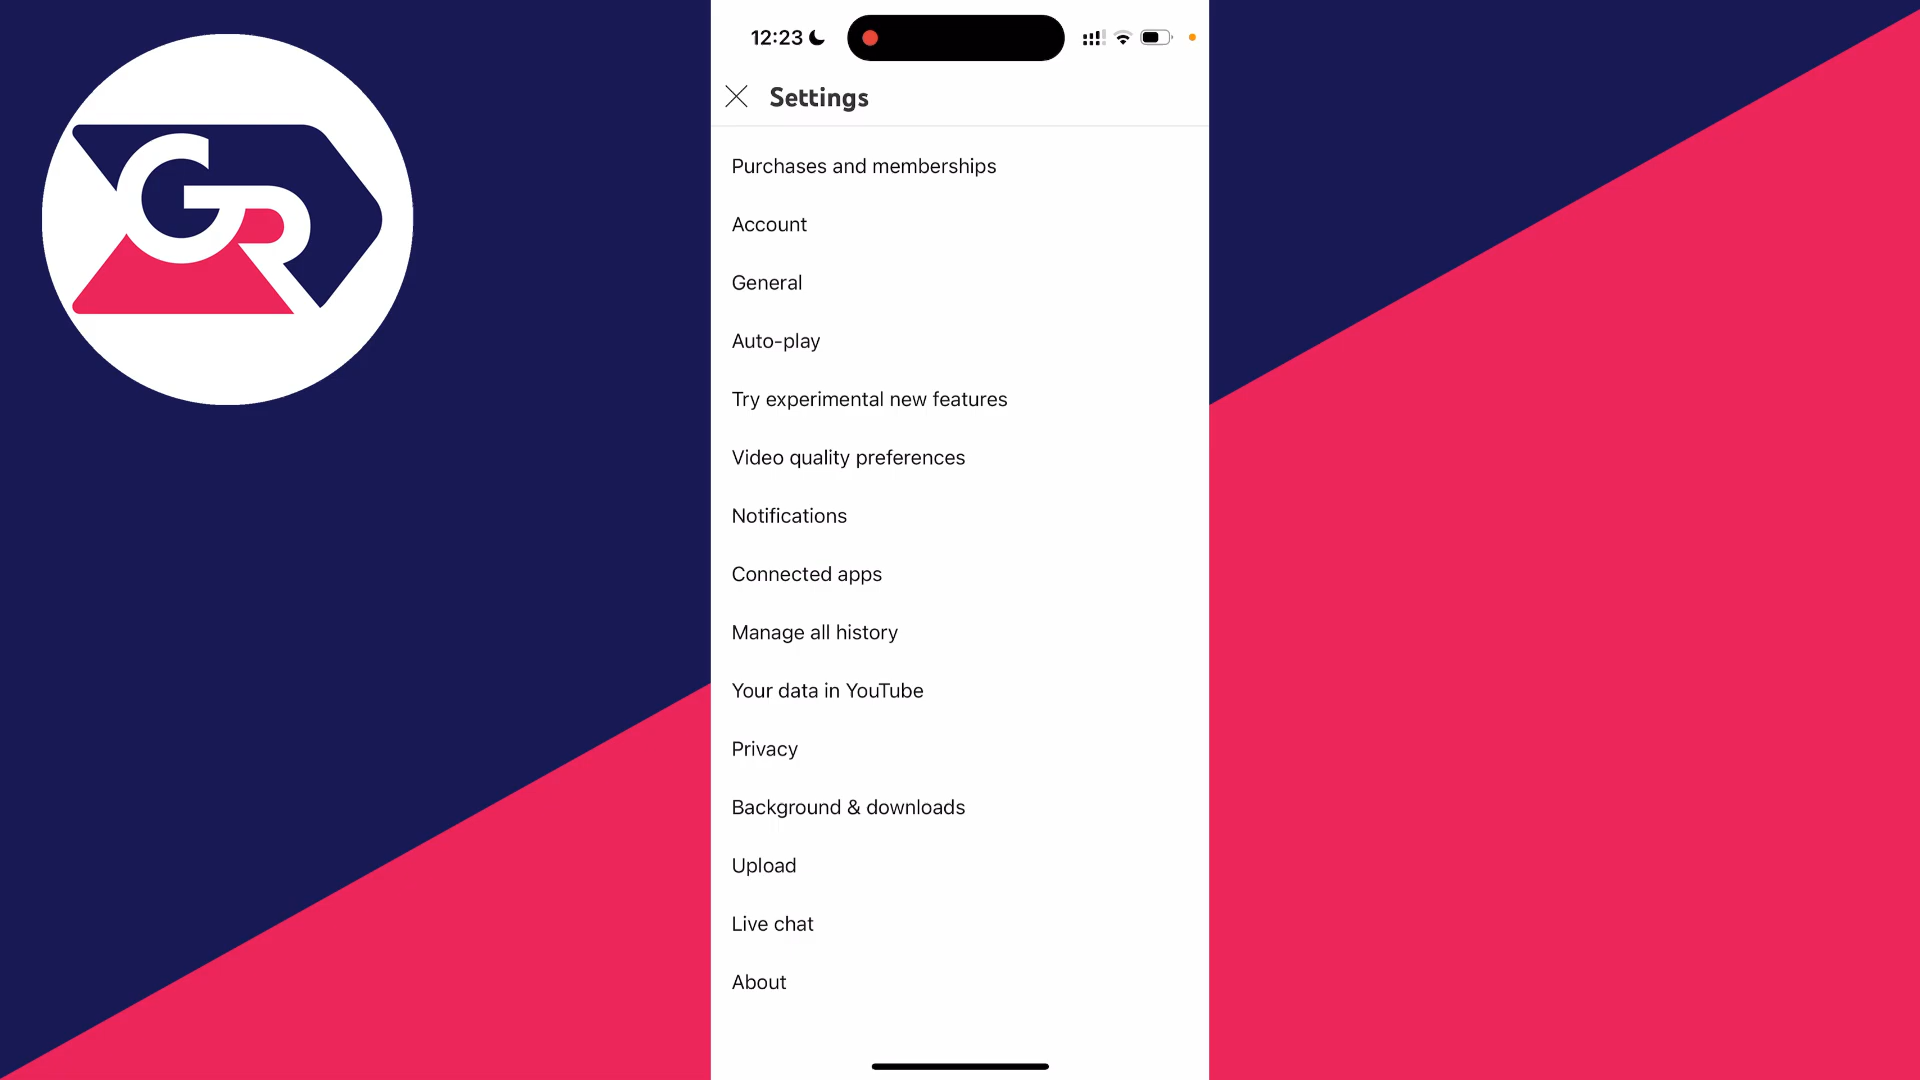 GR
12:23
Settings
Purchases and memberships
Account
General
Auto-play
Try experimental new features
Video quality preferences
Notifications
Connected apps
Manage all history
Your data in YouTube
Privacy
Background & downloads
Upload
Live chat
About